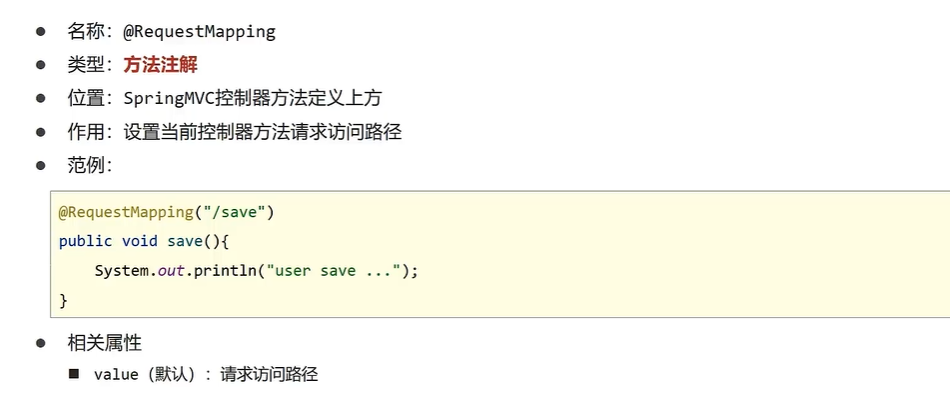 ● 名称：@RequestMapping
● 类型：方法注解
● 位置：SpringMVC控制器方法定义上方
● 作用：设置当前控制器方法请求访问路径
● 范例：
@RequestMapping("/save")
public void save(){
    System.out.println("user save ...");
}
● 相关属性
■ value（默认）：请求访问路径